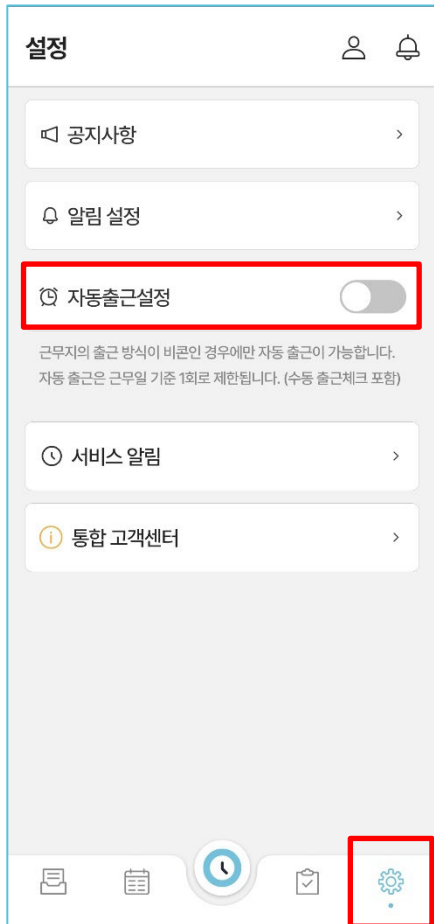 설정
공지사항
알림 설정
자동출근설정
근무지의 출근 방식이 비콘인 경우에만 자동 출근이 가능합니다.
자동 출근은 근무일 기준 1회로 제한됩니다. (수동 출근체크 포함)
서비스 알림
통합 고객센터